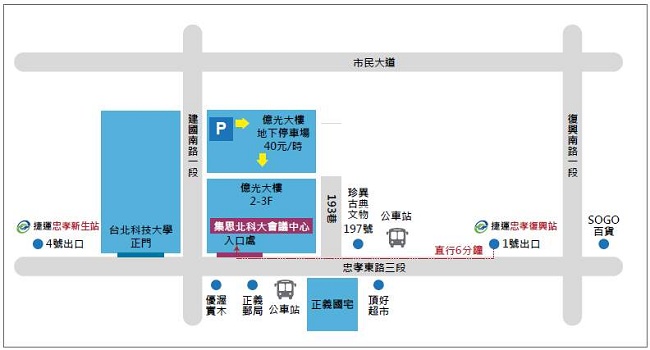 市民大道
建國南路一段
復興南路一段
P
億光大樓
地下停車場
40元/時
億光大樓
2-3F
集思北科大會議中心
入口處
台北科技大學
正門
捷運忠孝新生站
4號出口
193巷
珍異
古典
文物
197號
公車站
捷運忠孝復興站
1號出口
直行6分鐘
SOGO
百貨
忠孝東路三段
優渥
實木
正義
郵局
公車站
正義國宅
頂好
超市